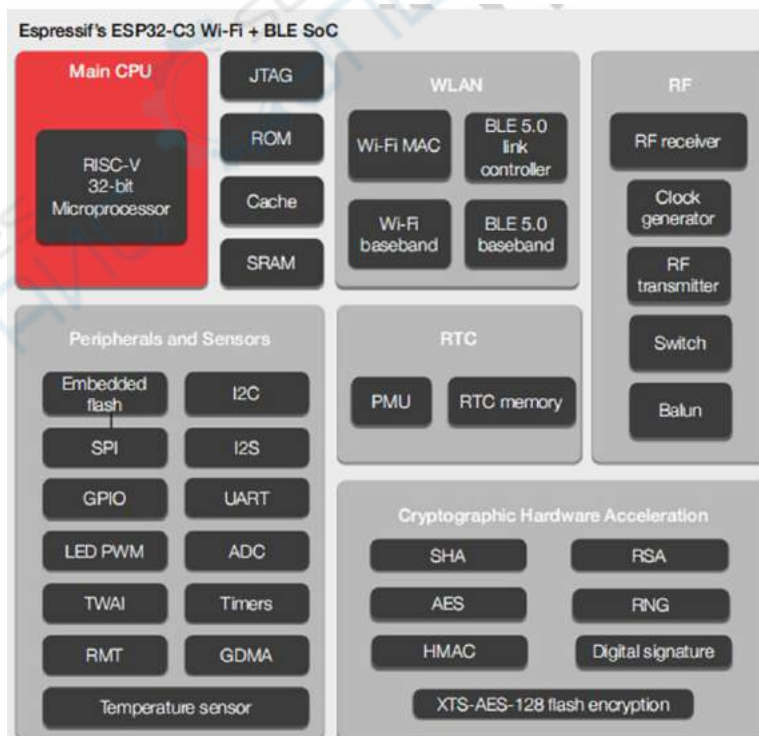 Espressif's ESP32-C3 Wi-Fi + BLE SoC
Main CPU
RISC-V
32-bit
Microprocessor
JTAG
ROM
Cache
SRAM
WLAN
Wi-Fi MAC
BLE 5.0
link
controller
Wi-Fi
baseband
BLE 5.0
baseband
RF
RF receiver
Clock
generator
RF
transmitter
Switch
Balun
Peripherals and Sensors
Embedded
flash
I2C
SPI
I2S
GPIO
UART
LED PWM
ADC
TWAI
Timers
RMT
GDMA
Temperature sensor
RTC
PMU
RTC memory
Cryptographic Hardware Acceleration
SHA
RSA
AES
RNG
HMAC
Digital signature
XTS-AES-128 flash encryption